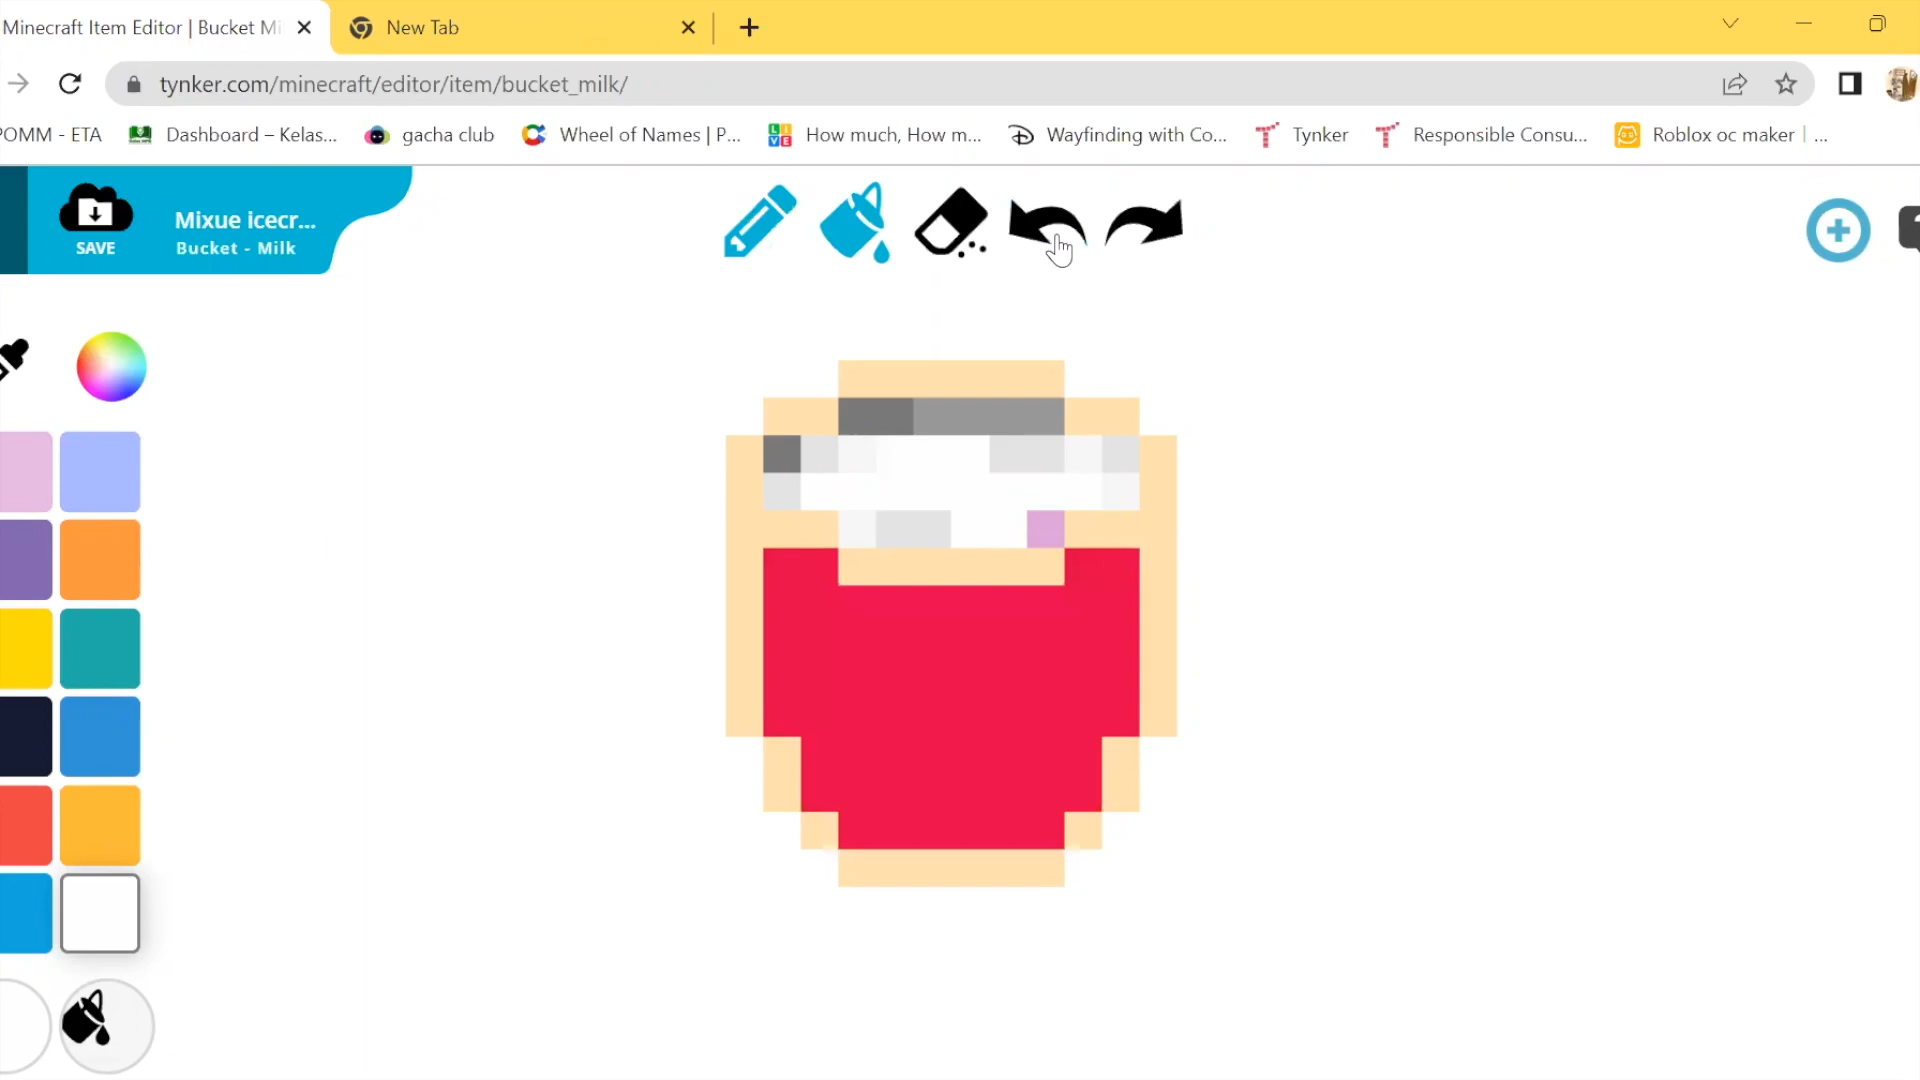 Minecraft Item Editor | Bucket Mi
New Tab
tynker.com/minecraft/editor/item/bucket_milk/
POMM - ETA
Dashboard – Kelas...
gacha club
Wheel of Names | P...
LIVE
How much, How m...
Wayfinding with Co...
Tynker
Responsible Consu...
Roblox oc maker | ...
SAVE
Mixue icecr...
Bucket - Milk